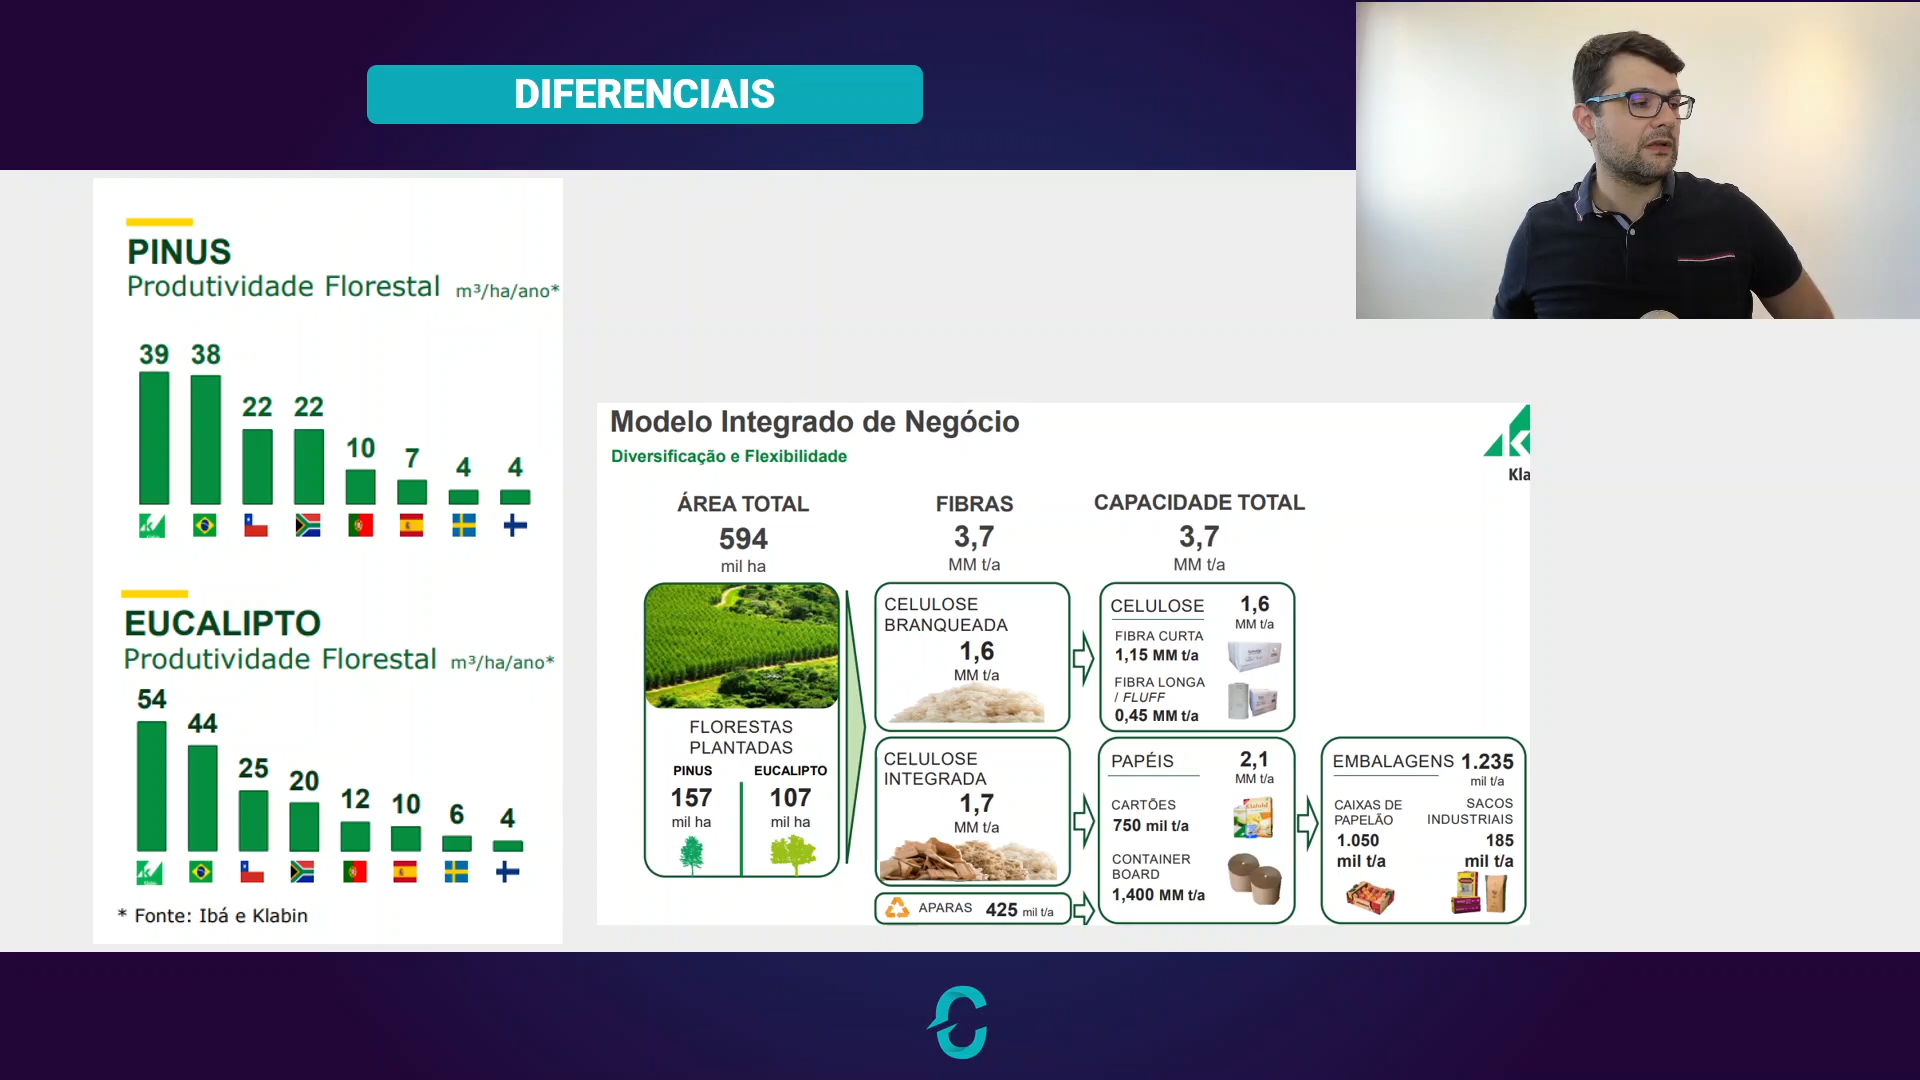 DIFERENCIAIS
PINUS
Produtividade Florestal m³/ha/ano*
39 38 22 22 10 7 4 4
EUCALIPTO
Produtividade Florestal m³/ha/ano*
54 44 25 20 12 10 6 4
* Fonte: Ibá e Klabin
Modelo Integrado de Negócio
Diversificação e Flexibilidade
Kla
ÁREA TOTAL
594
mil ha
FLORESTAS
PLANTADAS
PINUS
157
mil ha
EUCALIPTO
107
mil ha
FIBRAS
3,7
MM t/a
CELULOSE
BRANQUEADA
1,6
MM t/a
CELULOSE
INTEGRADA
1,7
MM t/a
APARAS 425 mil t/a
CAPACIDADE TOTAL
3,7
MM t/a
CELULOSE 1,6
MM t/a
FIBRA CURTA
1,15 MM t/a
FIBRA LONGA
/ FLUFF
0,45 MM t/a
PAPÉIS 2,1
MM t/a
CARTÕES
750 mil t/a
CONTAINER
BOARD
1,400 MM t/a
EMBALAGENS 1.235
mil t/a
CAIXAS DE
PAPELÃO
1.050
mil t/a
SACOS
INDUSTRIAIS
185
mil t/a